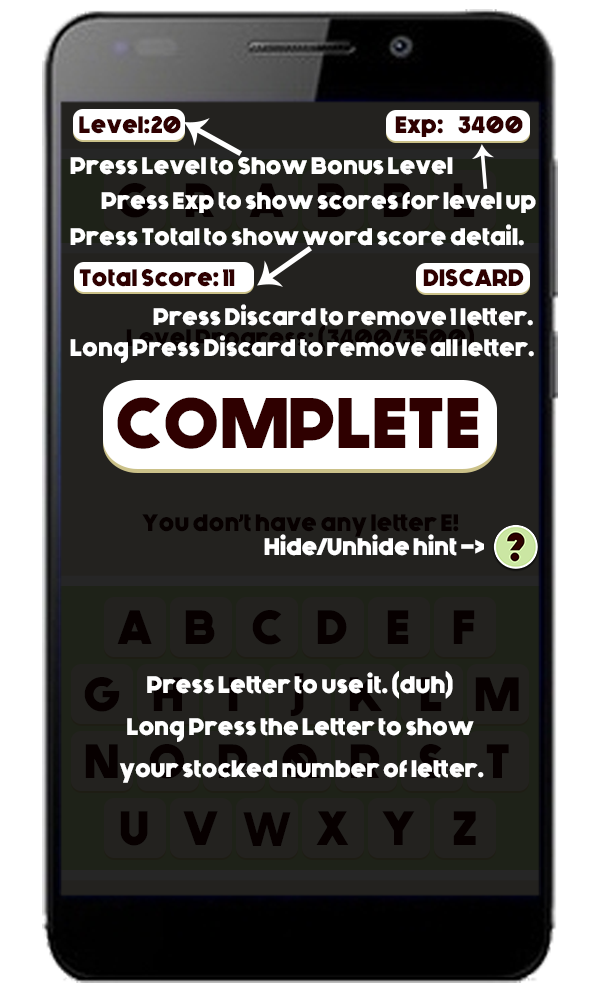 Level:20
Exp: 3400
Press Level to Show Bonus Level
GRABBL
Press Exp to show scores for level up
Press Total to show word score detail.
Total Score: 11
DISCARD
Press Discard to remove 1 letter.
Level Progress: (3400/3500)
Long Press Discard to remove all letter.
COMPLETE
You don't have any letter E!
Hide/Unhide hint -> ?
A B C D E F
G H I J K L M
Press Letter to use it. (duh)
Long Press the Letter to show
N O P Q R S T
your stocked number of letter.
U V W X Y Z